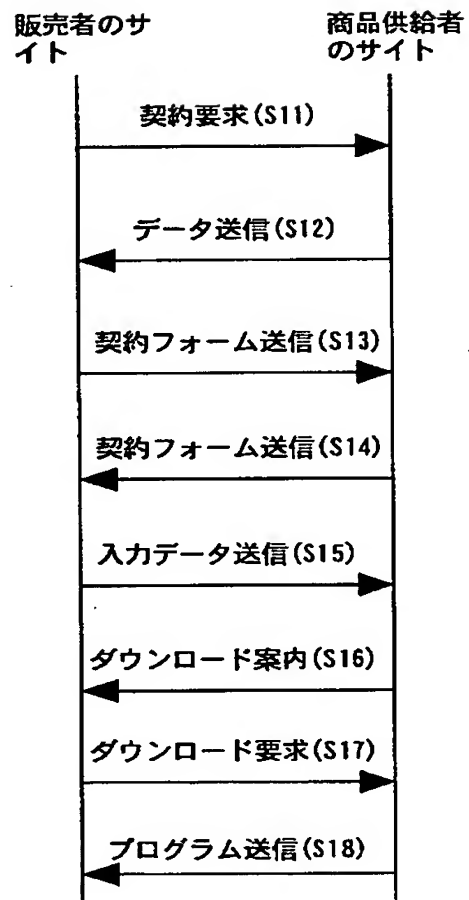 販売者のサ
イト
商品供給者
のサイト
契約要求(S11)
データ送信(S12)
契約フォーム送信(S13)
契約フォーム送信(S14)
入力データ送信(S15)
ダウンロード案内(S16)
ダウンロード要求(S17)
プログラム送信(S18)